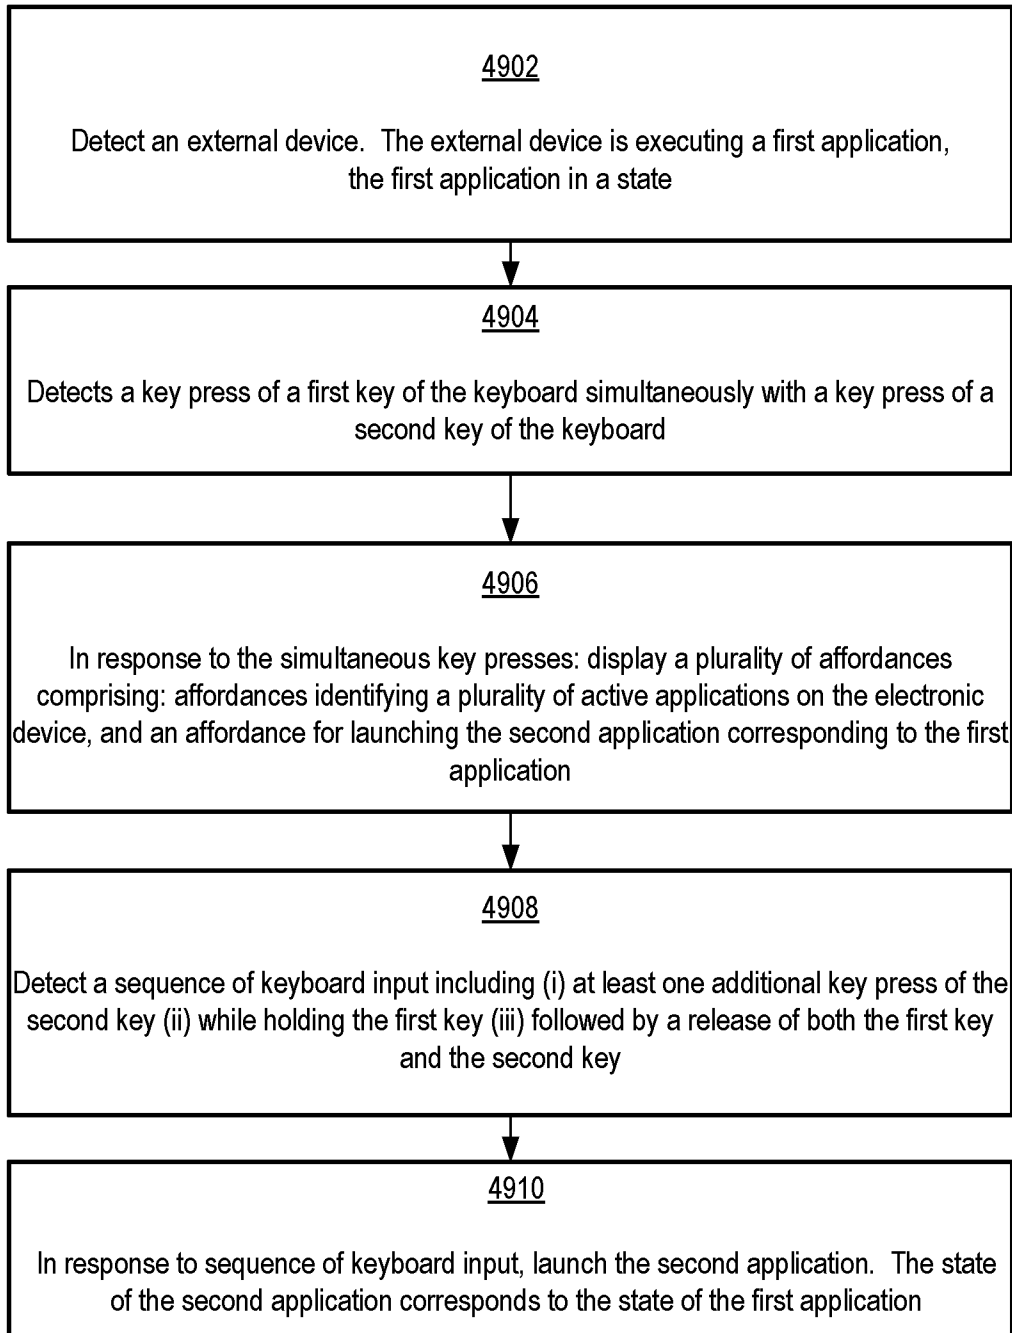 4902
Detect an external device. The external device is executing a first application,
the first application in a state
4904
Detects a key press of a first key of the keyboard simultaneously with a key press of a
second key of the keyboard
4906
In response to the simultaneous key presses: display a plurality of affordances
comprising: affordances identifying a plurality of active applications on the electronic
device, and an affordance for launching the second application corresponding to the first
application
4908
Detect a sequence of keyboard input including (i) at least one additional key press of the
second key (ii) while holding the first key (iii) followed by a release of both the first key
and the second key
4910
In response to sequence of keyboard input, launch the second application. The state
of the second application corresponds to the state of the first application